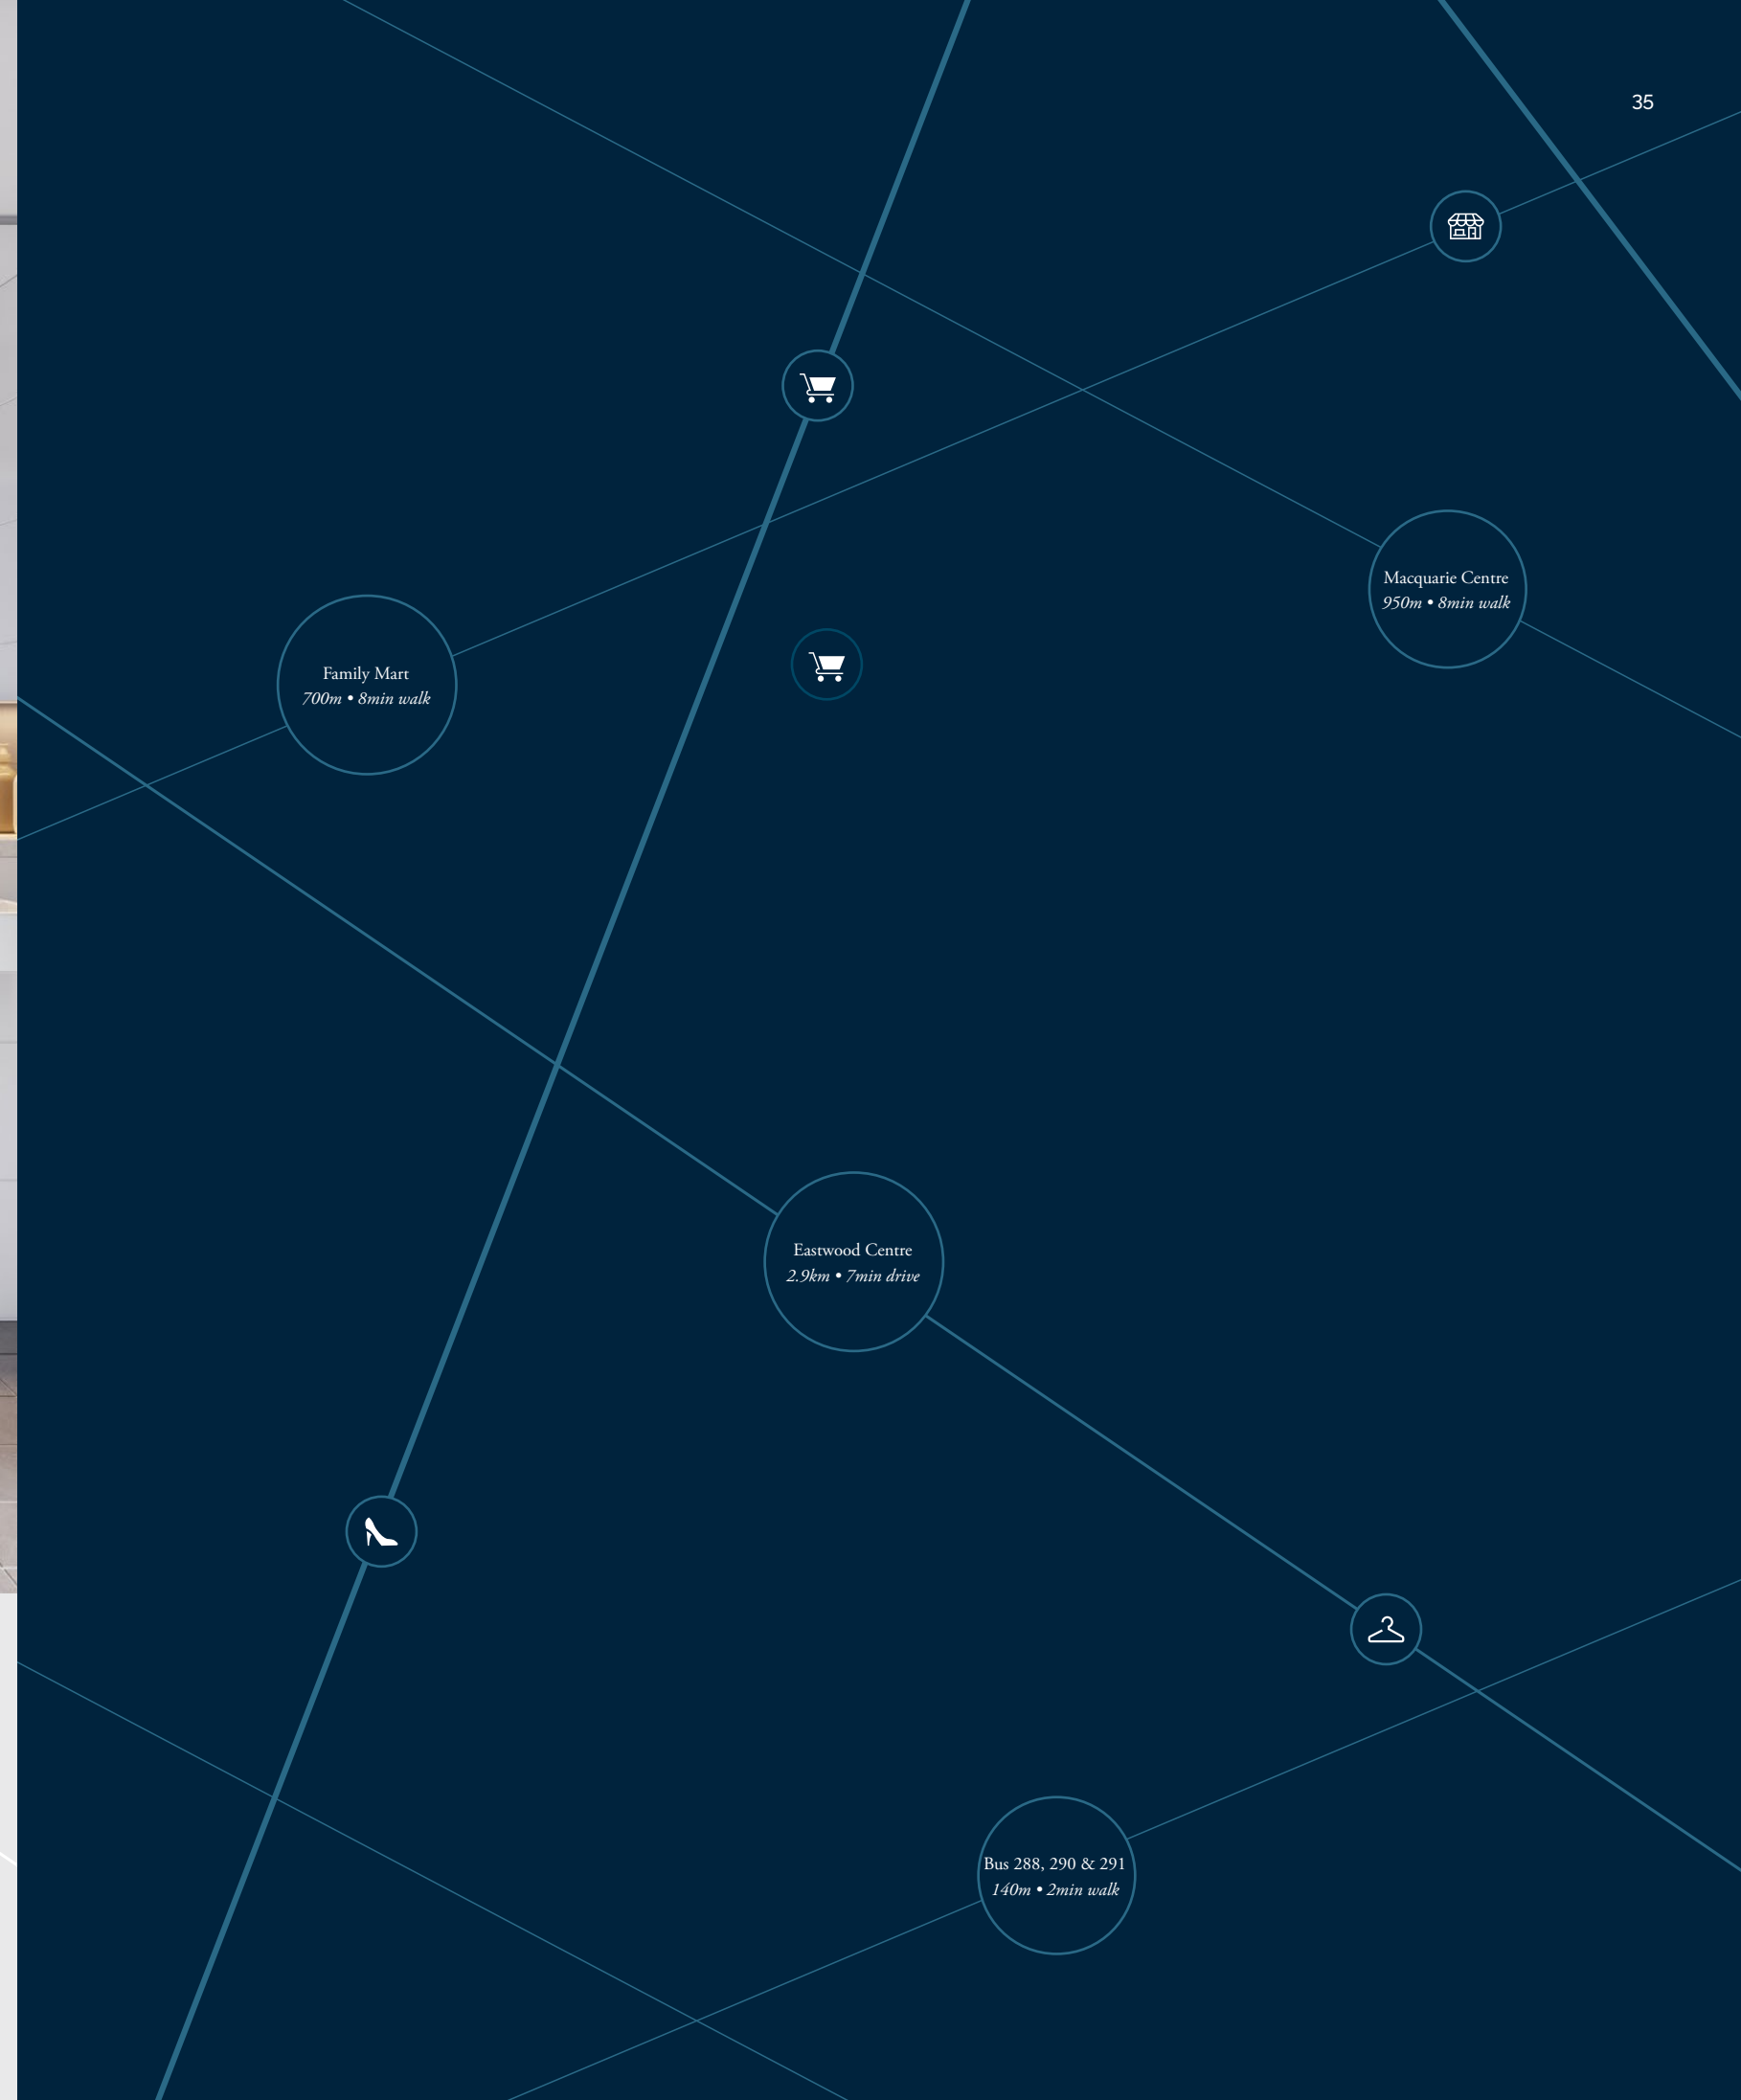 35
Macquarie Centre
950m • 8min walk
Family Mart
700m • 8min walk
Eastwood Centre
2.9km • 7min drive
Bus 288, 290 & 291
140m • 2min walk